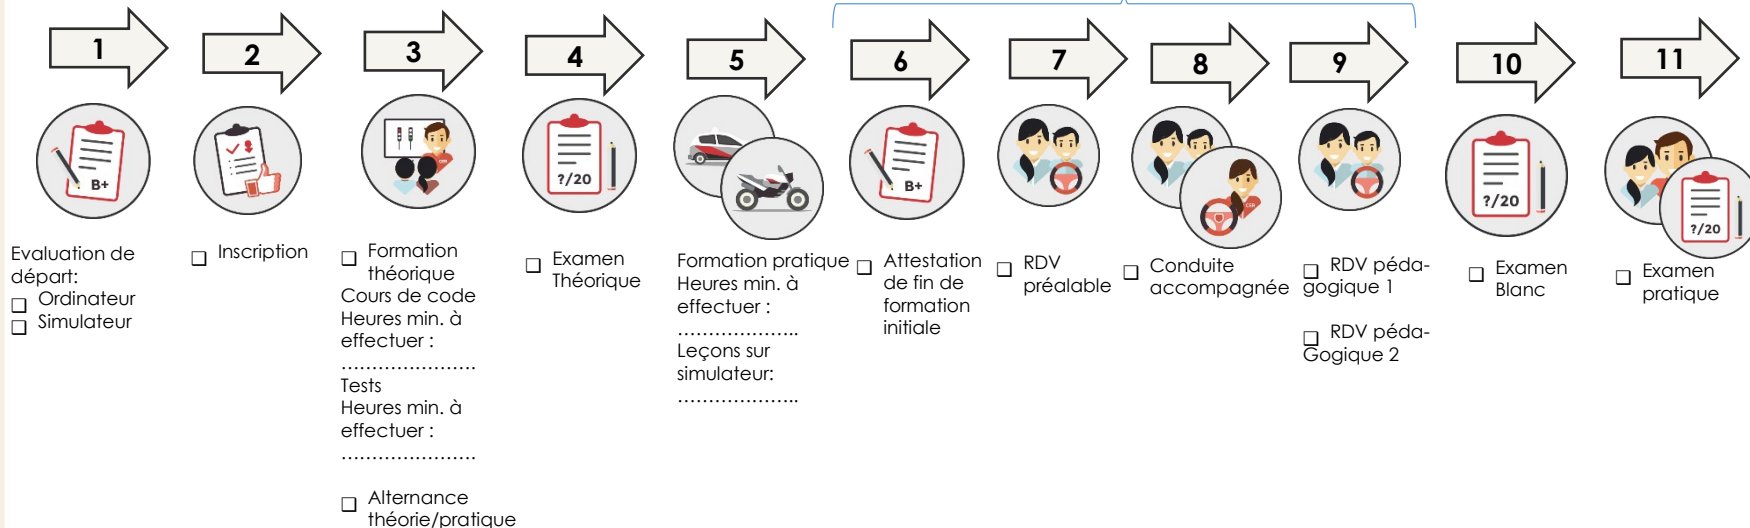 1
2
3
4
5
6
7
8
9
10
11
B+
?/20
B+
?/20
?/20
Evaluation de
départ:
❑ Ordinateur
❑ Simulateur
❑ Inscription
❑ Formation
théorique
Cours de code
Heures min. à
effectuer :
......................
Tests
Heures min. à
effectuer :
......................
❑ Alternance
théorie/pratique
❑ Examen
Théorique
Formation pratique
Heures min. à
effectuer :
....................
Leçons sur
simulateur:
....................
❑ Attestation
de fin de
formation
initiale
❑ RDV
préalable
❑ Conduite
accompagnée
❑ RDV péda-
gogique 1
❑ RDV péda-
Gogique 2
❑ Examen
Blanc
❑ Examen
pratique